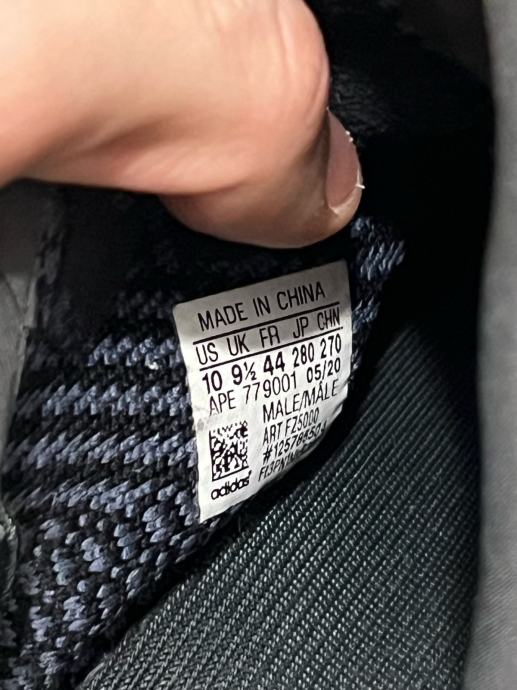 MADE IN CHINA
US UK FR JP CHN
10 9½ 44 280 270
APE 779001 05/20
MALE/MALE
ART FZ5000
adidas